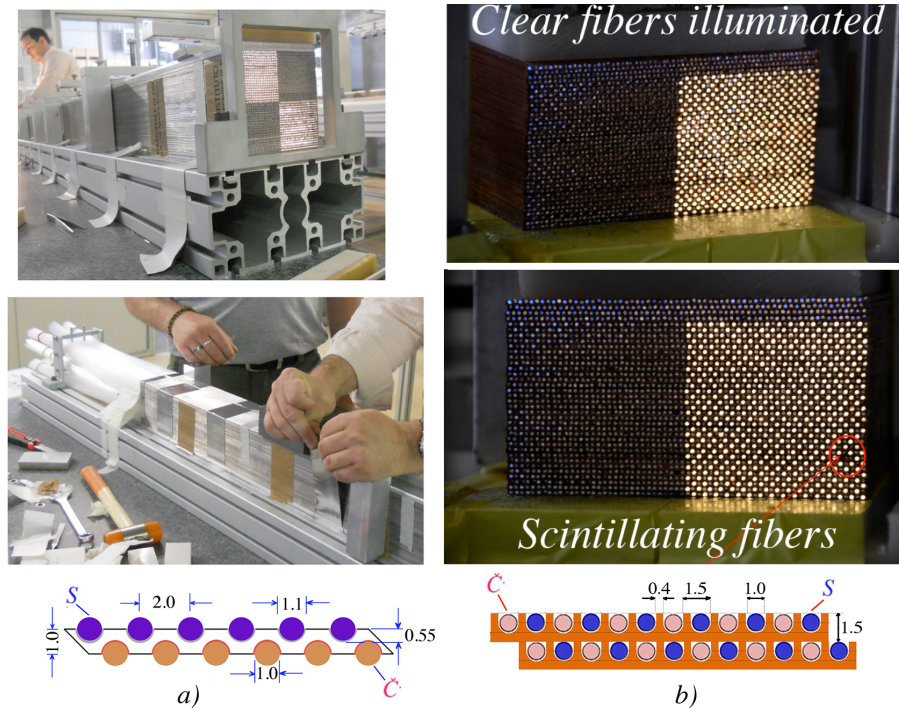 Clear fibers illuminated
Scintillating fibers
S
2.0
1.1
1.0
0.55
1.0
Č
a)
Č
0.4
1.5
1.0
S
1.5
b)